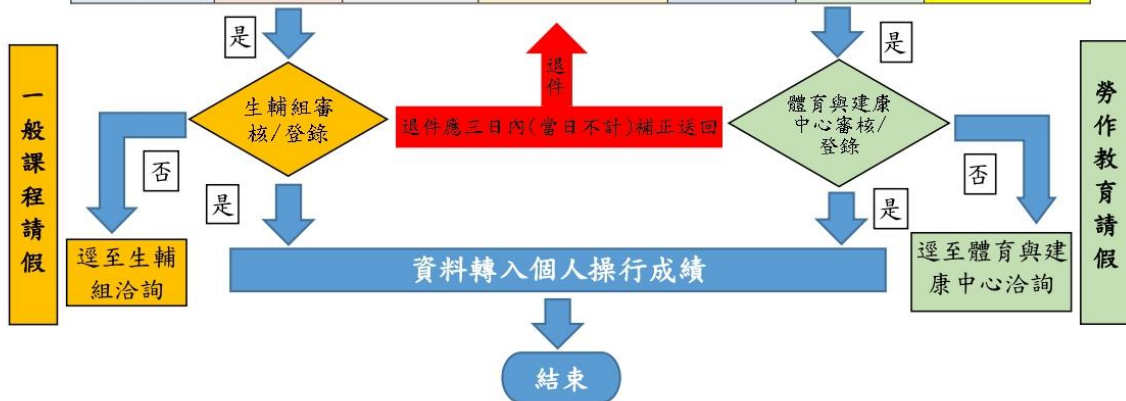 是
是
一般課程請假
勞作教育請假
退件
生輔組審
核/登錄
退件應三日內(當日不計)補正送回
體育與建康
中心審核/
登錄
否
否
是
是
逕至生輔
組洽詢
資料轉入個人操行成績
逕至體育與建
康中心洽詢
結束